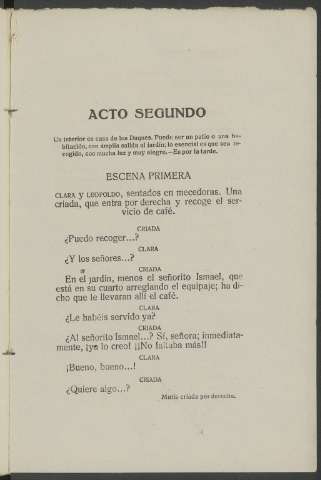 ACTO SEGUNDO
Un interior en casa de los Duques. Puede ser un patio o una ha-
bitación, con amplia salida al jardín; lo esencial es que sea re-
cogido, con mucha luz y muy alegre.—Es por la tarde.
ESCENA PRIMERA
CLARA y LEOPOLDO, sentados en mecedoras. Una
criada, que entra por derecha y recoge el ser-
vicio de café.
CRIADA
¿Puedo recoger...?
CLARA
¿Y los señores...?
CRIADA
En el jardín, menos el señorito Ismael, que
está en su cuarto arreglando el equipaje; ha di-
cho que le llevaran allí el café.
CLARA
¿Le habéis servido ya?
CRIADA
¿Al señorito Ismael...? Sí, señora; inmediata-
mente, ¡ya lo creo! ¡¡No faltaba más!!
CLARA
¡Bueno, bueno...!
CRIADA
¿Quiere algo...?
Mutis criada por derecha.